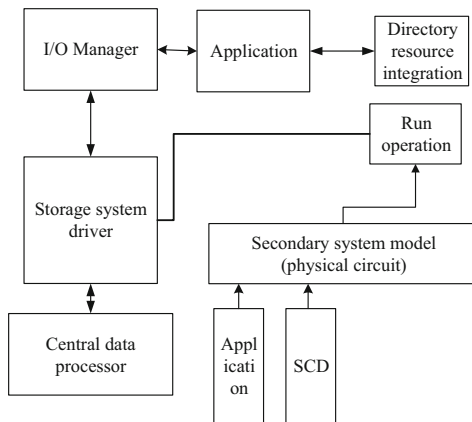 I/O Manager
Application
Directory
resource
integration
Run
operation
Storage system
driver
Secondary system model
(physical circuit)
Central data
processor
Appl
icati
on
SCD